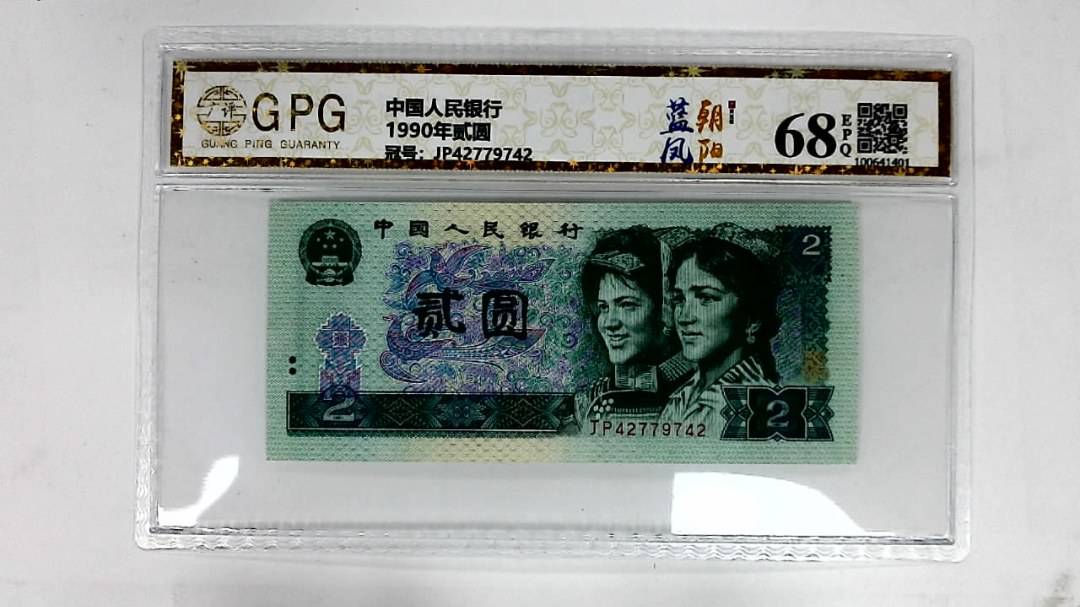 广评
GPG
GUANG PING GUARANTY
中国人民银行
1990年贰圆
冠号：JP42779742
蓝凤
朝阳
68
EPQ
100641401
中国人民银行
贰圆
2
2
2
JP42779742